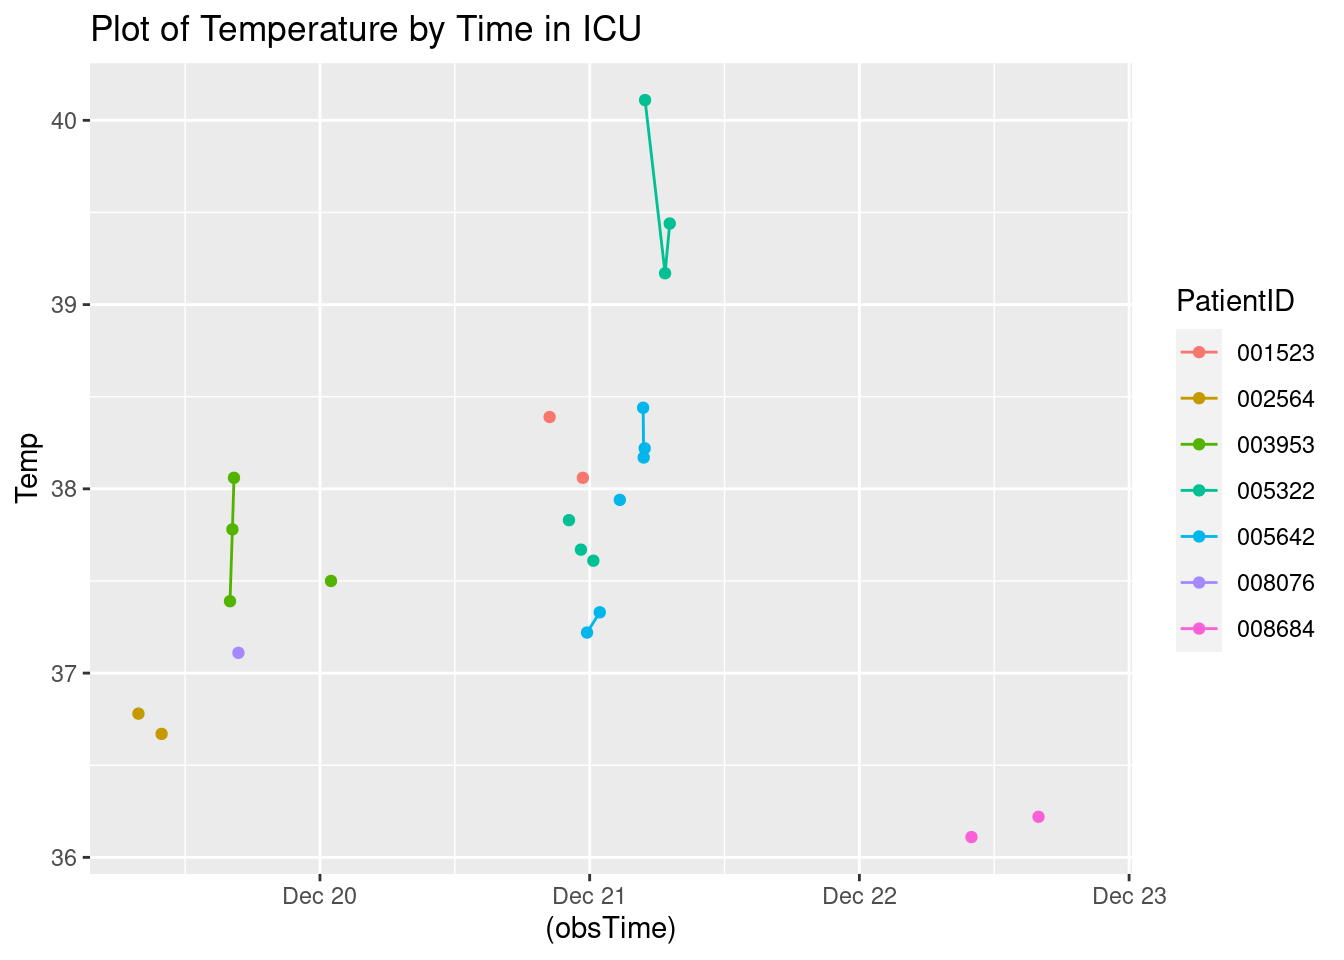 Plot of Temperature by Time in ICU
40
39
38
37
36
Temp
Dec 20
Dec 21
Dec 22
Dec 23
(obsTime)
PatientID
001523
002564
003953
005322
005642
008076
008684